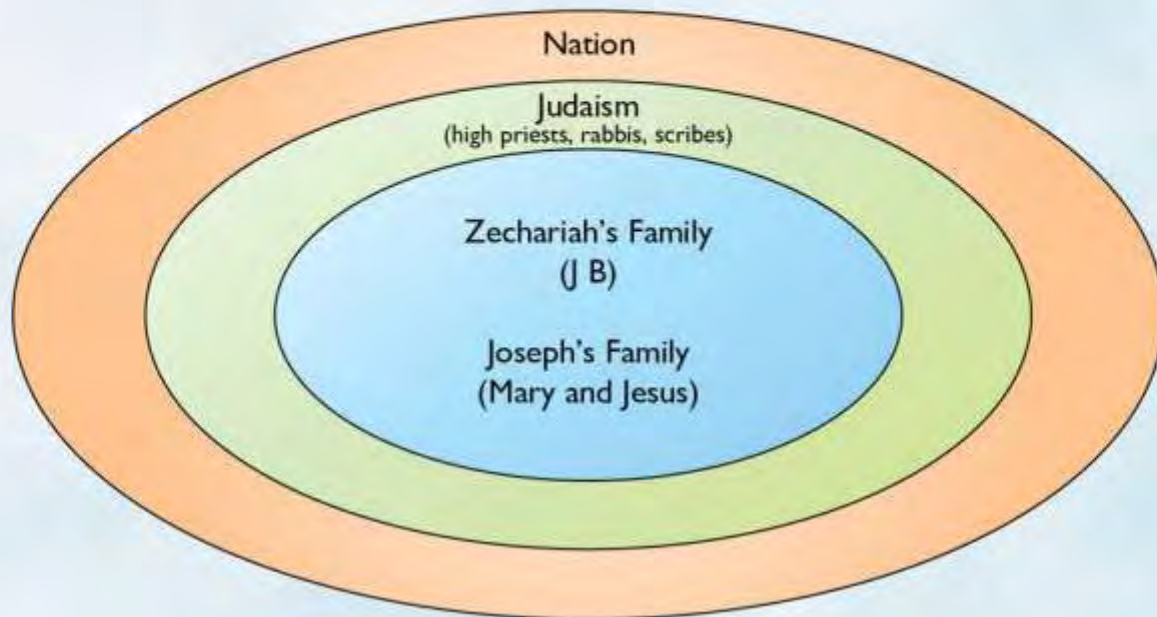 Nation
Judaism
(high priests, rabbis, scribes)
Zechariah's Family
(J B)
Joseph's Family
(Mary and Jesus)